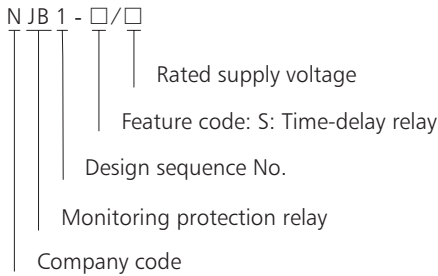 N JB 1 - □/□
Rated supply voltage
Feature code: S: Time-delay relay
Design sequence No.
Monitoring protection relay
Company code